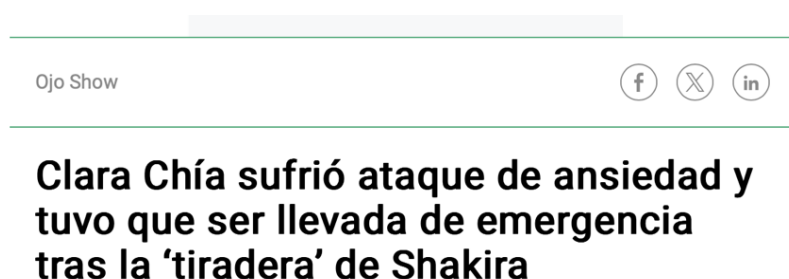 Ojo Show
f X in
Clara Chía sufrió ataque de ansiedad y
tuvo que ser llevada de emergencia
tras la ‘tiradera’ de Shakira